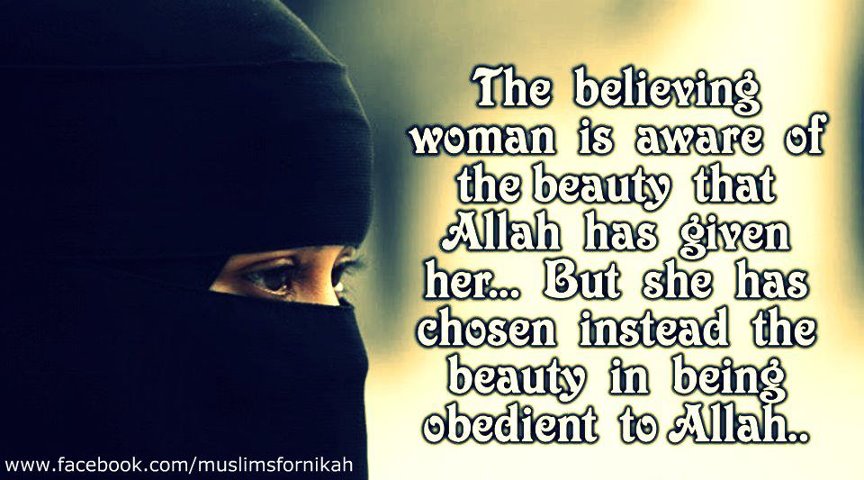 The believing
woman is aware of
the beauty that
Allah has given
her... But she has
chosen instead the
beauty in being
obedient to Allah..
www.facebook.com/muslimsfornikah